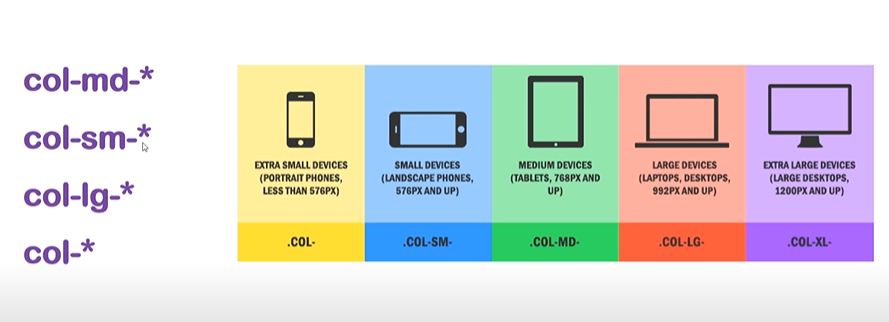 col-md-*
col-sm-*
col-lg-*
col-*
EXTRA SMALL DEVICES
(PORTRAIT PHONES,
LESS THAN 576PX)
.COL-
SMALL DEVICES
(LANDSCAPE PHONES,
576PX AND UP)
.COL-SM-
MEDIUM DEVICES
(TABLETS, 768PX AND
UP)
.COL-MD-
LARGE DEVICES
(LAPTOPS, DESKTOPS,
992PX AND UP)
.COL-LG-
EXTRA LARGE DEVICES
(LARGE DESKTOPS,
1200PX AND UP)
.COL-XL-